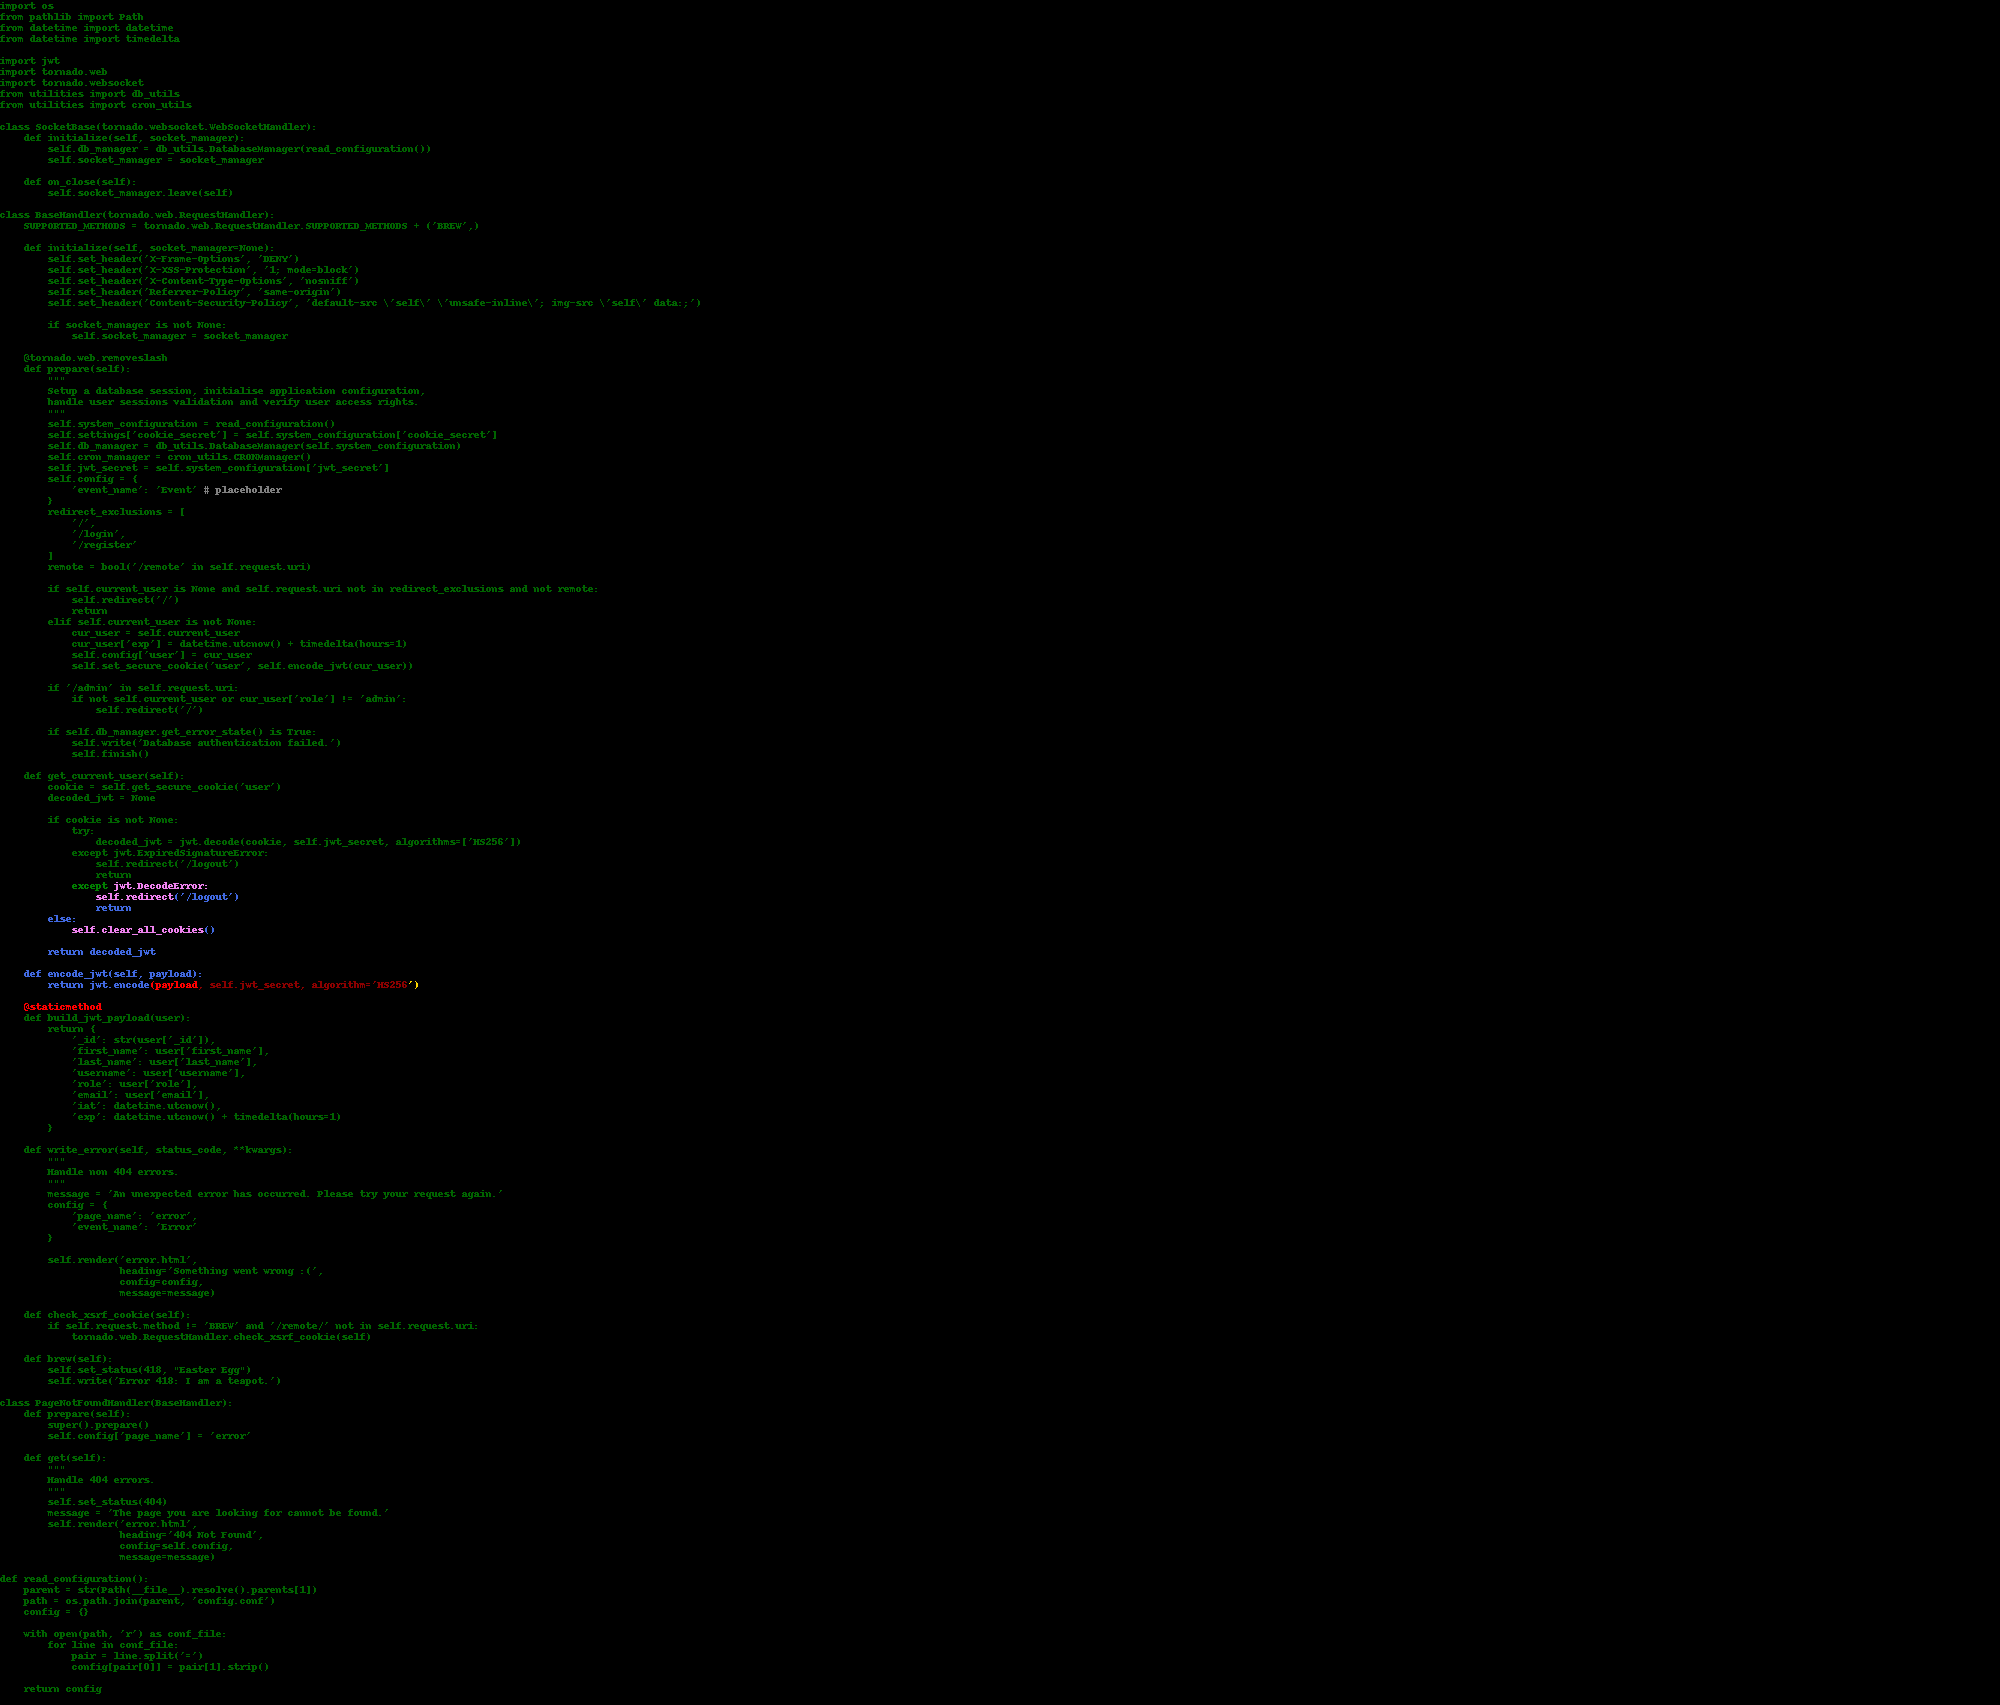 import os
from pathlib import Path
from datetime import datetime
from datetime import timedelta
import jwt
import tornado.web
import tornado.websocket
from utilities import db_utils
from utilities import cron_utils
class SocketBase(tornado.websocket.WebSocketHandler):
def initialize(self, socket_manager):
self.db_manager = db_utils.DatabaseManager(read_configuration())
self.socket_manager = socket_manager
def on_close(self):
self.socket_manager.leave(self)
class BaseHandler(tornado.web.RequestHandler):
SUPPORTED_METHODS = tornado.web.RequestHandler.SUPPORTED_METHODS + ('BREW',)
def initialize(self, socket_manager=None):
self.set_header('X-Frame-Options', 'DENY')
self.set_header('X-XSS-Protection', '1; mode=block')
self.set_header('X-Content-Type-Options', 'nosniff')
self.set_header('Referrer-Policy', 'same-origin')
self.set_header('Content-Security-Policy', 'default-src \'self\' \'unsafe-inline\'; img-src \'self\' data:;')
if socket_manager is not None:
self.socket_manager = socket_manager
@tornado.web.removeslash
def prepare(self):
"""
Setup a database session, initialise application configuration,
handle user sessions validation and verify user access rights.
"""
self.system_configuration = read_configuration()
self.settings['cookie_secret'] = self.system_configuration['cookie_secret']
self.db_manager = db_utils.DatabaseManager(self.system_configuration)
self.cron_manager = cron_utils.CRONManager()
self.jwt_secret = self.system_configuration['jwt_secret']
self.config = {
'event_name': 'Event' # placeholder
}
redirect_exclusions = [
'/',
'/login',
'/register'
]
remote = bool('/remote' in self.request.uri)
if self.current_user is None and self.request.uri not in redirect_exclusions and not remote:
self.redirect('/')
return
elif self.current_user is not None:
cur_user = self.current_user
cur_user['exp'] = datetime.utcnow() + timedelta(hours=1)
self.config['user'] = cur_user
self.set_secure_cookie('user', self.encode_jwt(cur_user))
if '/admin' in self.request.uri:
if not self.current_user or cur_user['role'] != 'admin':
self.redirect('/')
if self.db_manager.get_error_state() is True:
self.write('Database authentication failed.')
self.finish()
def get_current_user(self):
cookie = self.get_secure_cookie('user')
decoded_jwt = None
if cookie is not None:
try:
decoded_jwt = jwt.decode(cookie, self.jwt_secret, algorithms=['HS256'])
except jwt.ExpiredSignatureError:
self.redirect('/logout')
return
except jwt.DecodeError:
self.redirect('/logout')
return
else:
self.clear_all_cookies()
return decoded_jwt
def encode_jwt(self, payload):
return jwt.encode(payload, self.jwt_secret, algorithm='HS256')
@staticmethod
def build_jwt_payload(user):
return {
'_id': str(user['_id']),
'first_name': user['first_name'],
'last_name': user['last_name'],
'username': user['username'],
'role': user['role'],
'email': user['email'],
'iat': datetime.utcnow(),
'exp': datetime.utcnow() + timedelta(hours=1)
}
def write_error(self, status_code, **kwargs):
"""
Handle non 404 errors.
"""
message = 'An unexpected error has occurred. Please try your request again.'
config = {
'page_name': 'error',
'event_name': 'Error'
}
self.render('error.html',
heading='Something went wrong :(',
config=config,
message=message)
def check_xsrf_cookie(self):
if self.request.method != 'BREW' and '/remote/' not in self.request.uri:
tornado.web.RequestHandler.check_xsrf_cookie(self)
def brew(self):
self.set_status(418, "Easter Egg")
self.write('Error 418: I am a teapot.')
class PageNotFoundHandler(BaseHandler):
def prepare(self):
super().prepare()
self.config['page_name'] = 'error'
def get(self):
"""
Handle 404 errors.
"""
self.set_status(404)
message = 'The page you are looking for cannot be found.'
self.render('error.html',
heading='404 Not Found',
config=self.config,
message=message)
def read_configuration():
parent = str(Path(__file__).resolve().parents[1])
path = os.path.join(parent, 'config.conf')
config = {}
with open(path, 'r') as conf_file:
for line in conf_file:
pair = line.split('=')
config[pair[0]] = pair[1].strip()
return config